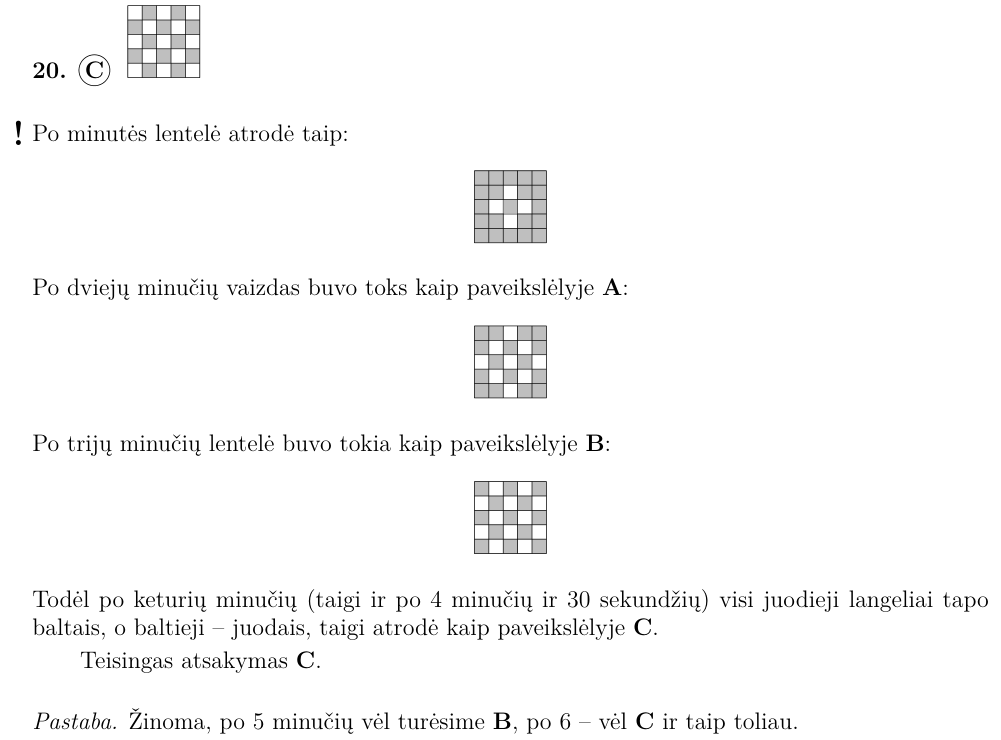 20. C
! Po minutės lentelė atrodė taip:
Po dviejų minučių vaizdas buvo toks kaip paveikslėlyje A:
Po trijų minučių lentelė buvo tokia kaip paveikslėlyje B:
Todėl po keturių minučių (taigi ir po 4 minučių ir 30 sekundžių) visi juodieji langeliai tapo
baltais, o baltieji – juodais, taigi atrodė kaip paveikslėlyje C.
Teisingas atsakymas C.
Pastaba. Žinoma, po 5 minučių vėl turėsime B, po 6 – vėl C ir taip toliau.